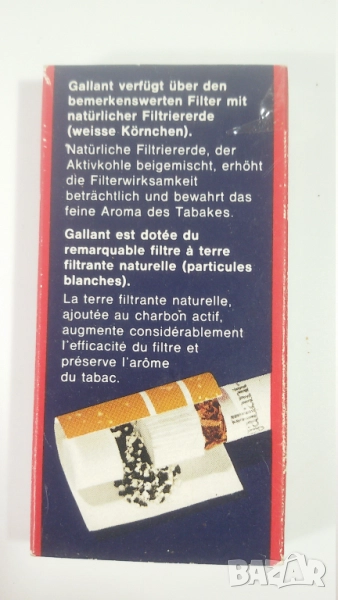 Gallant verfügt über den
bemerkenswerten Filter mit
natürlicher Filtriererde
(weisse Körnchen).
Natürliche Filtriererde, der
Aktivkohle beigemischt, erhöht
die Filterwirksamkeit
beträchtlich und bewahrt das
feine Aroma des Tabakes.
Gallant est dotée du
remarquable filtre à terre
filtrante naturelle (particules
blanches).
La terre filtrante naturelle,
ajoutée au charbon actif,
augmente considérablement
l'efficacité du filtre et
préserve l'arôme
du tabac.
BAZAR